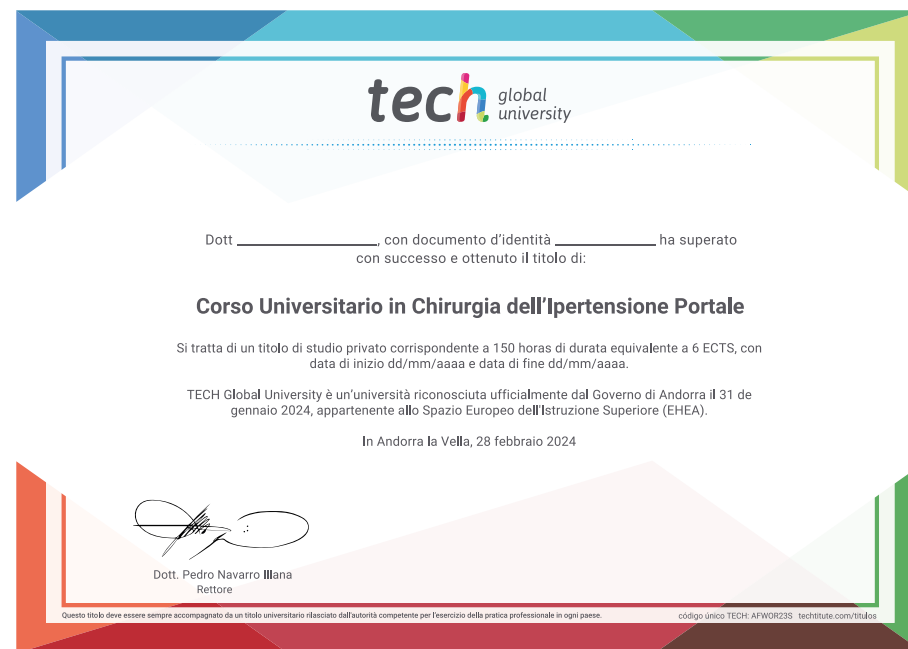 tech global university
Dott ____________________, con documento d'identità ______________ ha superato
con successo e ottenuto il titolo di:
Corso Universitario in Chirurgia dell'Ipertensione Portale
Si tratta di un titolo di studio privato corrispondente a 150 horas di durata equivalente a 6 ECTS, con
data di inizio dd/mm/aaaa e data di fine dd/mm/aaaa.
TECH Global University è un'università riconosciuta ufficialmente dal Governo di Andorra il 31 de
gennaio 2024, appartenente allo Spazio Europeo dell'Istruzione Superiore (EHEA).
In Andorra la Vella, 28 febbraio 2024
Dott. Pedro Navarro Illana
Rettore
Questo titolo deve essere sempre accompagnato da un titolo universitario rilasciato dall'autorità competente per l'esercizio della pratica professionale in ogni paese.
código único TECH: AFWOR23S techtitute.com/titulos